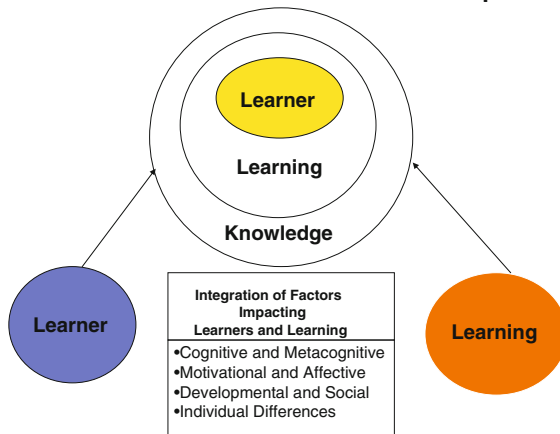 Learner
Learning
Knowledge
Learner
Integration of Factors
Impacting
Learners and Learning
•Cognitive and Metacognitive
•Motivational and Affective
•Developmental and Social
•Individual Differences
Learning